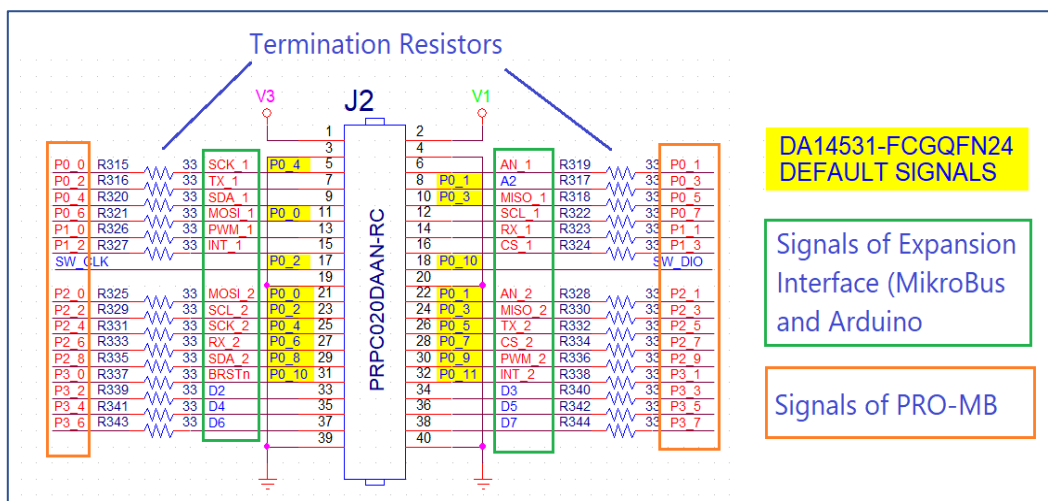 Termination Resistors
V3 J2 V1
1 2
3 4
P0_0 R315 33 SCK_1 P0_4 5 6 AN_1 R319 33 P0_1
P0_2 R316 33 TX_1 7 8 P0_1 A2 R317 33 P0_3
P0_4 R320 33 SDA_1 9 10 P0_3 MISO_1 R318 33 P0_5
P0_6 R321 33 MOSI_1 P0_0 11 12 SCL_1 R322 33 P0_7
P1_0 R326 33 PWM_1 13 14 RX_1 R323 33 P1_1
P1_2 R327 33 INT_1 15 16 CS_1 R324 33 P1_3
SW_CLK P0_2 17 18 P0_10 SW_DIO
19 20
P2_0 R325 33 MOSI_2 P0_0 21 22 P0_1 AN_2 R328 33 P2_1
P2_2 R329 33 SCL_2 P0_2 23 24 P0_3 MISO_2 R330 33 P2_3
P2_4 R331 33 SCK_2 P0_4 25 26 P0_5 TX_2 R332 33 P2_5
P2_6 R333 33 RX_2 P0_6 27 28 P0_7 CS_2 R334 33 P2_7
P2_8 R335 33 SDA_2 P0_8 29 30 P0_9 PWM_2 R336 33 P2_9
P3_0 R337 33 BRSTn P0_10 31 32 P0_11 INT_2 R338 33 P3_1
P3_2 R339 33 D2 33 34 D3 R340 33 P3_3
P3_4 R341 33 D4 35 36 D5 R342 33 P3_5
P3_6 R343 33 D6 37 38 D7 R344 33 P3_7
39 40
PRPC020DAAN-RC
DA14531-FCGQFN24
DEFAULT SIGNALS
Signals of Expansion
Interface (MikroBus
and Arduino
Signals of PRO-MB